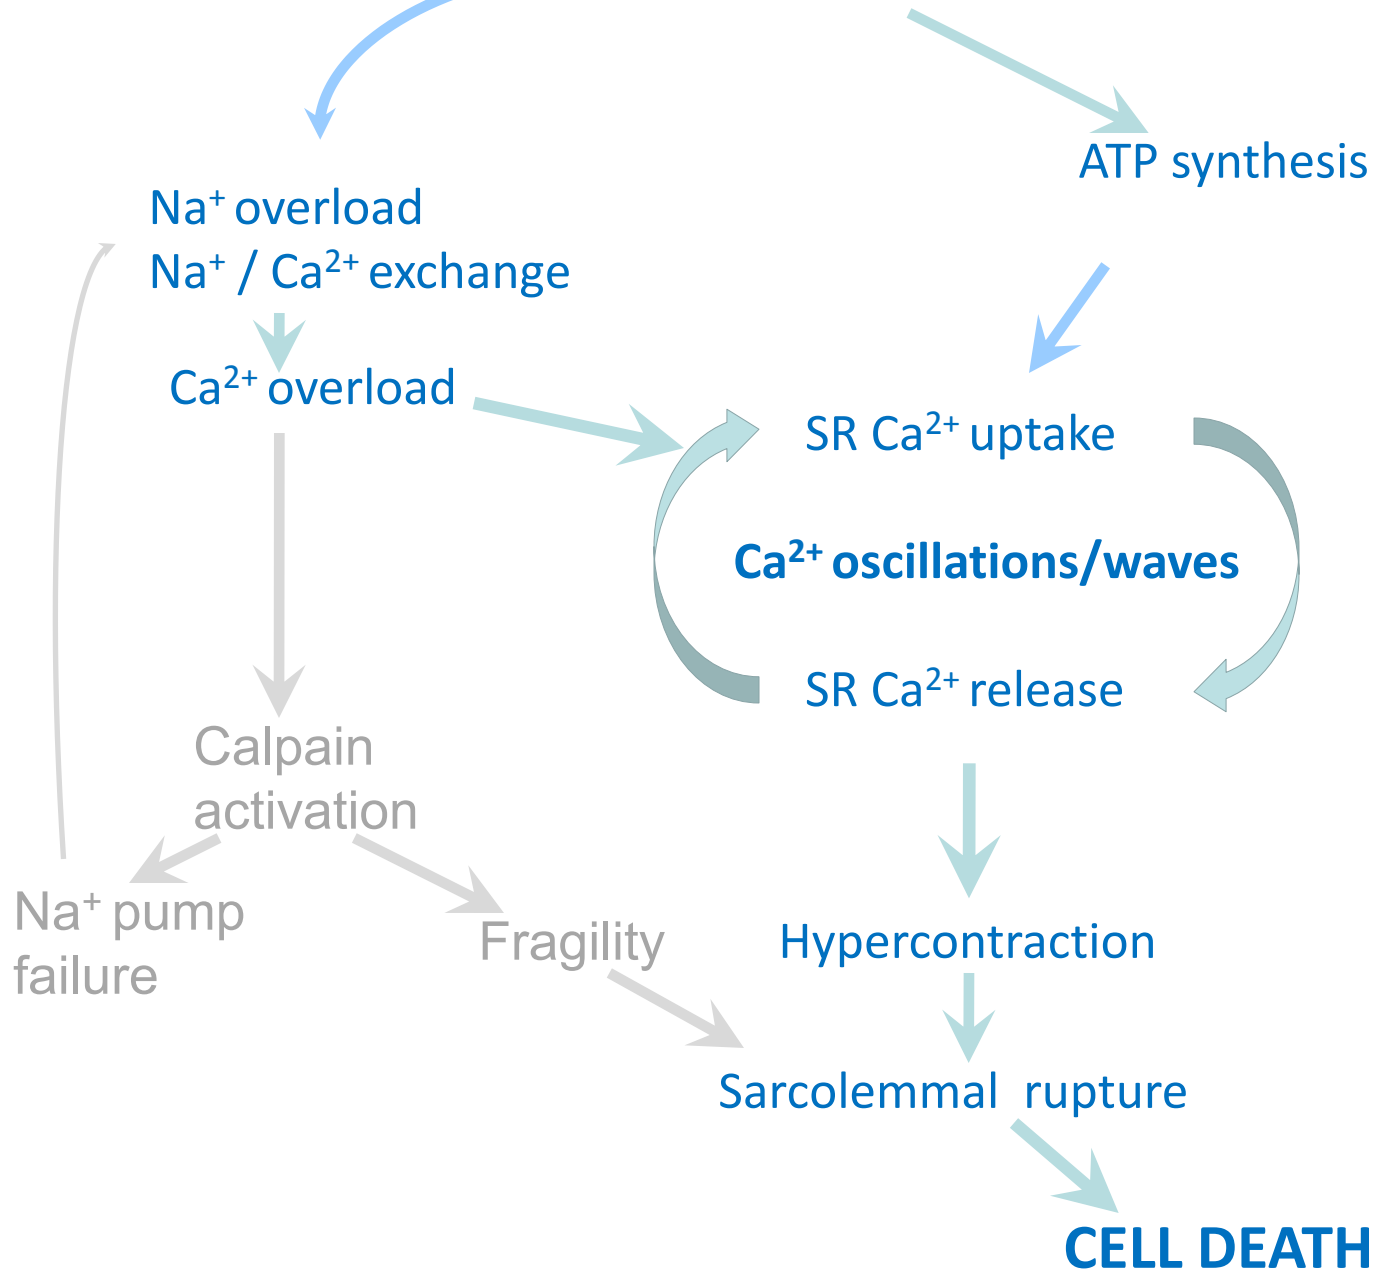 ATP synthesis
Na⁺ overload
Na⁺ / Ca²⁺ exchange
Ca²⁺ overload
SR Ca²⁺ uptake
Ca²⁺ oscillations/waves
SR Ca²⁺ release
Calpain
activation
Na⁺ pump
failure
Fragility
Hypercontraction
Sarcolemmal rupture
CELL DEATH